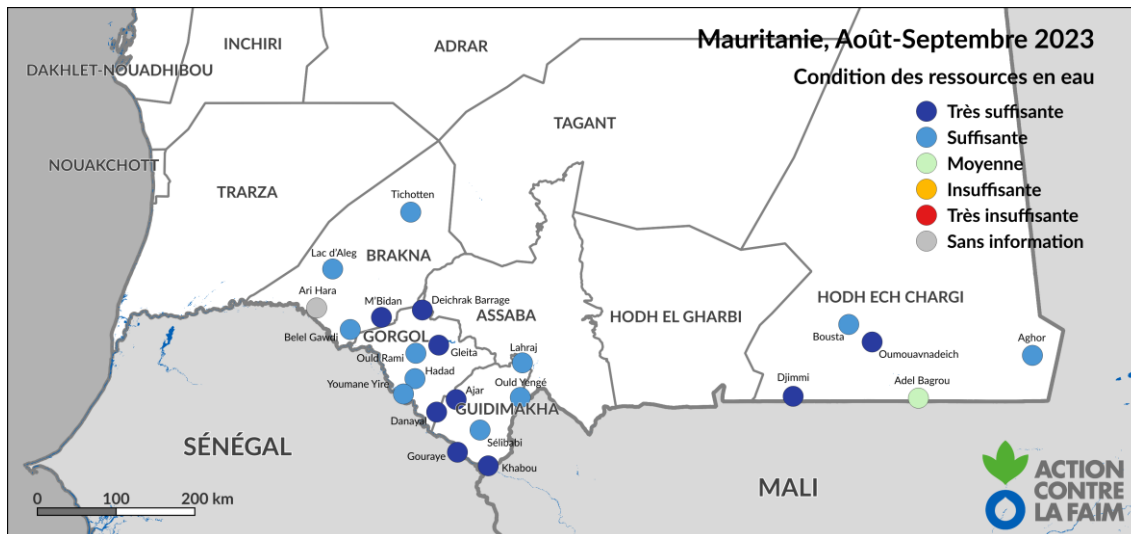 Mauritanie, Août-Septembre 2023
Condition des ressources en eau
Très suffisante
Suffisante
Moyenne
Insuffisante
Très insuffisante
Sans information
INCHIRI
ADRAR
DAKHLET-NOUADHIBOU
TAGANT
NOUAKCHOTT
TRARZA
Tichotten
Lac d'Aleg
BRAKNA
Ari Hara
M'Bidan
Deichrak Barrage
HODH ECH CHARGI
ASSABA
HODH EL GHARBI
Belel Gawdi
GORGOL
Gleita
Bousta
Oumouavnadeich
Aghor
Ould Rami
Lahraj
Hadad
Youmane Yiré
Ajar
Ould Yengé
Djimmi
Adel Bagrou
GUIDIMAKHA
Danayal
Sélibabi
Gouraye
Khabou
SÉNÉGAL
MALI
0 100 200 km
ACTION
CONTRE
LA FAIM